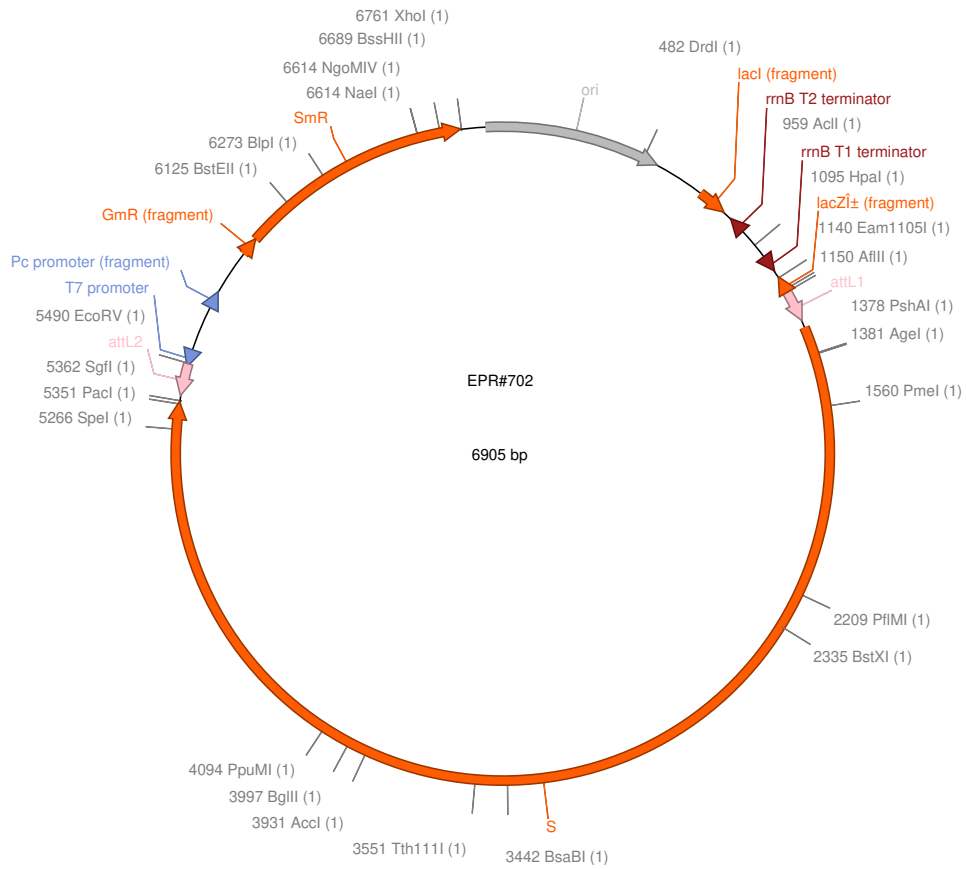 6761 XhoI (1)
6689 BssHII (1)
6614 NgoMIV (1)
6614 NaeI (1)
SmR
6273 BlpI (1)
6125 BstEII (1)
GmR (fragment)
Pc promoter (fragment)
T7 promoter
5490 EcoRV (1)
attL2
5362 SgfI (1)
5351 PacI (1)
5266 SpeI (1)
ori
482 DrdI (1)
lacI (fragment)
rrnB T2 terminator
959 AclI (1)
rrnB T1 terminator
1095 HpaI (1)
lacZÎ± (fragment)
1140 Eam1105I (1)
1150 AflII (1)
attL1
1378 PshAI (1)
1381 AgeI (1)
1560 PmeI (1)
EPR#702
6905 bp
2209 PflMI (1)
2335 BstXI (1)
4094 PpuMI (1)
3997 BglII (1)
3931 AccI (1)
3551 Tth111I (1)
S
3442 BsaBI (1)